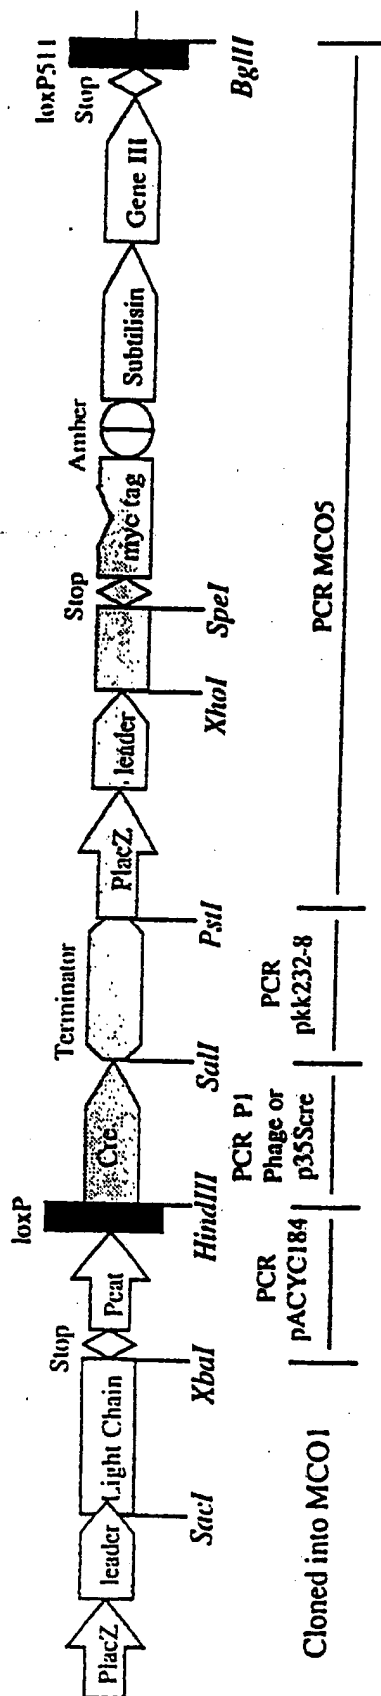 PlacZ
leader
Light Chain
Stop
Pcat
loxP
Cre
Terminator
PlacZ
leader
Stop
myc tag
Amber
Subtilisin
Gene III
Stop
loxP511
SacI
XbaI
HindIII
SalI
PstI
XhoI
SpeI
BglII
Cloned into MCO1
PCR
pACYC184
PCR P1
Phage or
p35Scre
PCR
pkk232-8
PCR MCO5